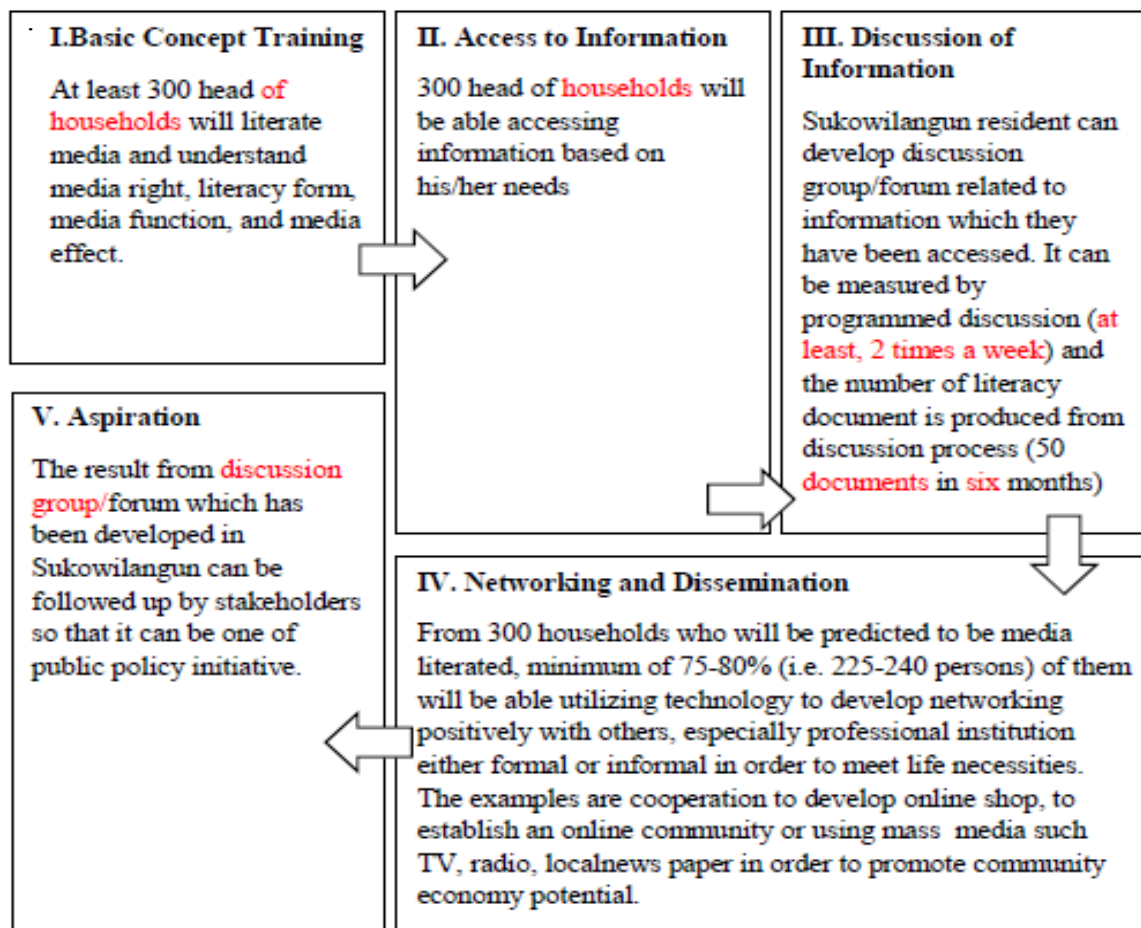 I.Basic Concept Training
At least 300 head of
households will literate
media and understand
media right, literacy form,
media function, and media
effect.
II. Access to Information
300 head of households will
be able accessing
information based on
his/her needs
III. Discussion of
Information
Sukowilangun resident can
develop discussion
group/forum related to
information which they
have been accessed. It can
be measured by
programmed discussion (at
least, 2 times a week) and
the number of literacy
document is produced from
discussion process (50
documents in six months)
IV. Networking and Dissemination
From 300 households who will be predicted to be media
literated, minimum of 75-80% (i.e. 225-240 persons) of them
will be able utilizing technology to develop networking
positively with others, especially professional institution
either formal or informal in order to meet life necessities.
The examples are cooperation to develop online shop, to
establish an online community or using mass media such
TV, radio, localnews paper in order to promote community
economy potential.
V. Aspiration
The result from discussion
group/forum which has
been developed in
Sukowilangun can be
followed up by stakeholders
so that it can be one of
public policy initiative.